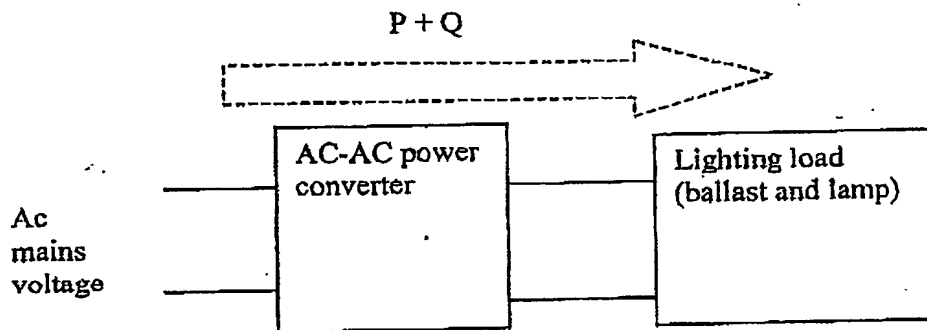 P + Q
AC-AC power
converter
Lighting load
(ballast and lamp)
Ac
mains
voltage